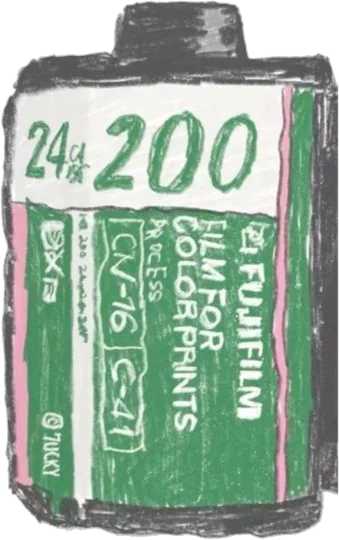 24
200
FUJIFILM
FILM FOR
COLOR PRINTS
PROCESS
CN-16 C-41